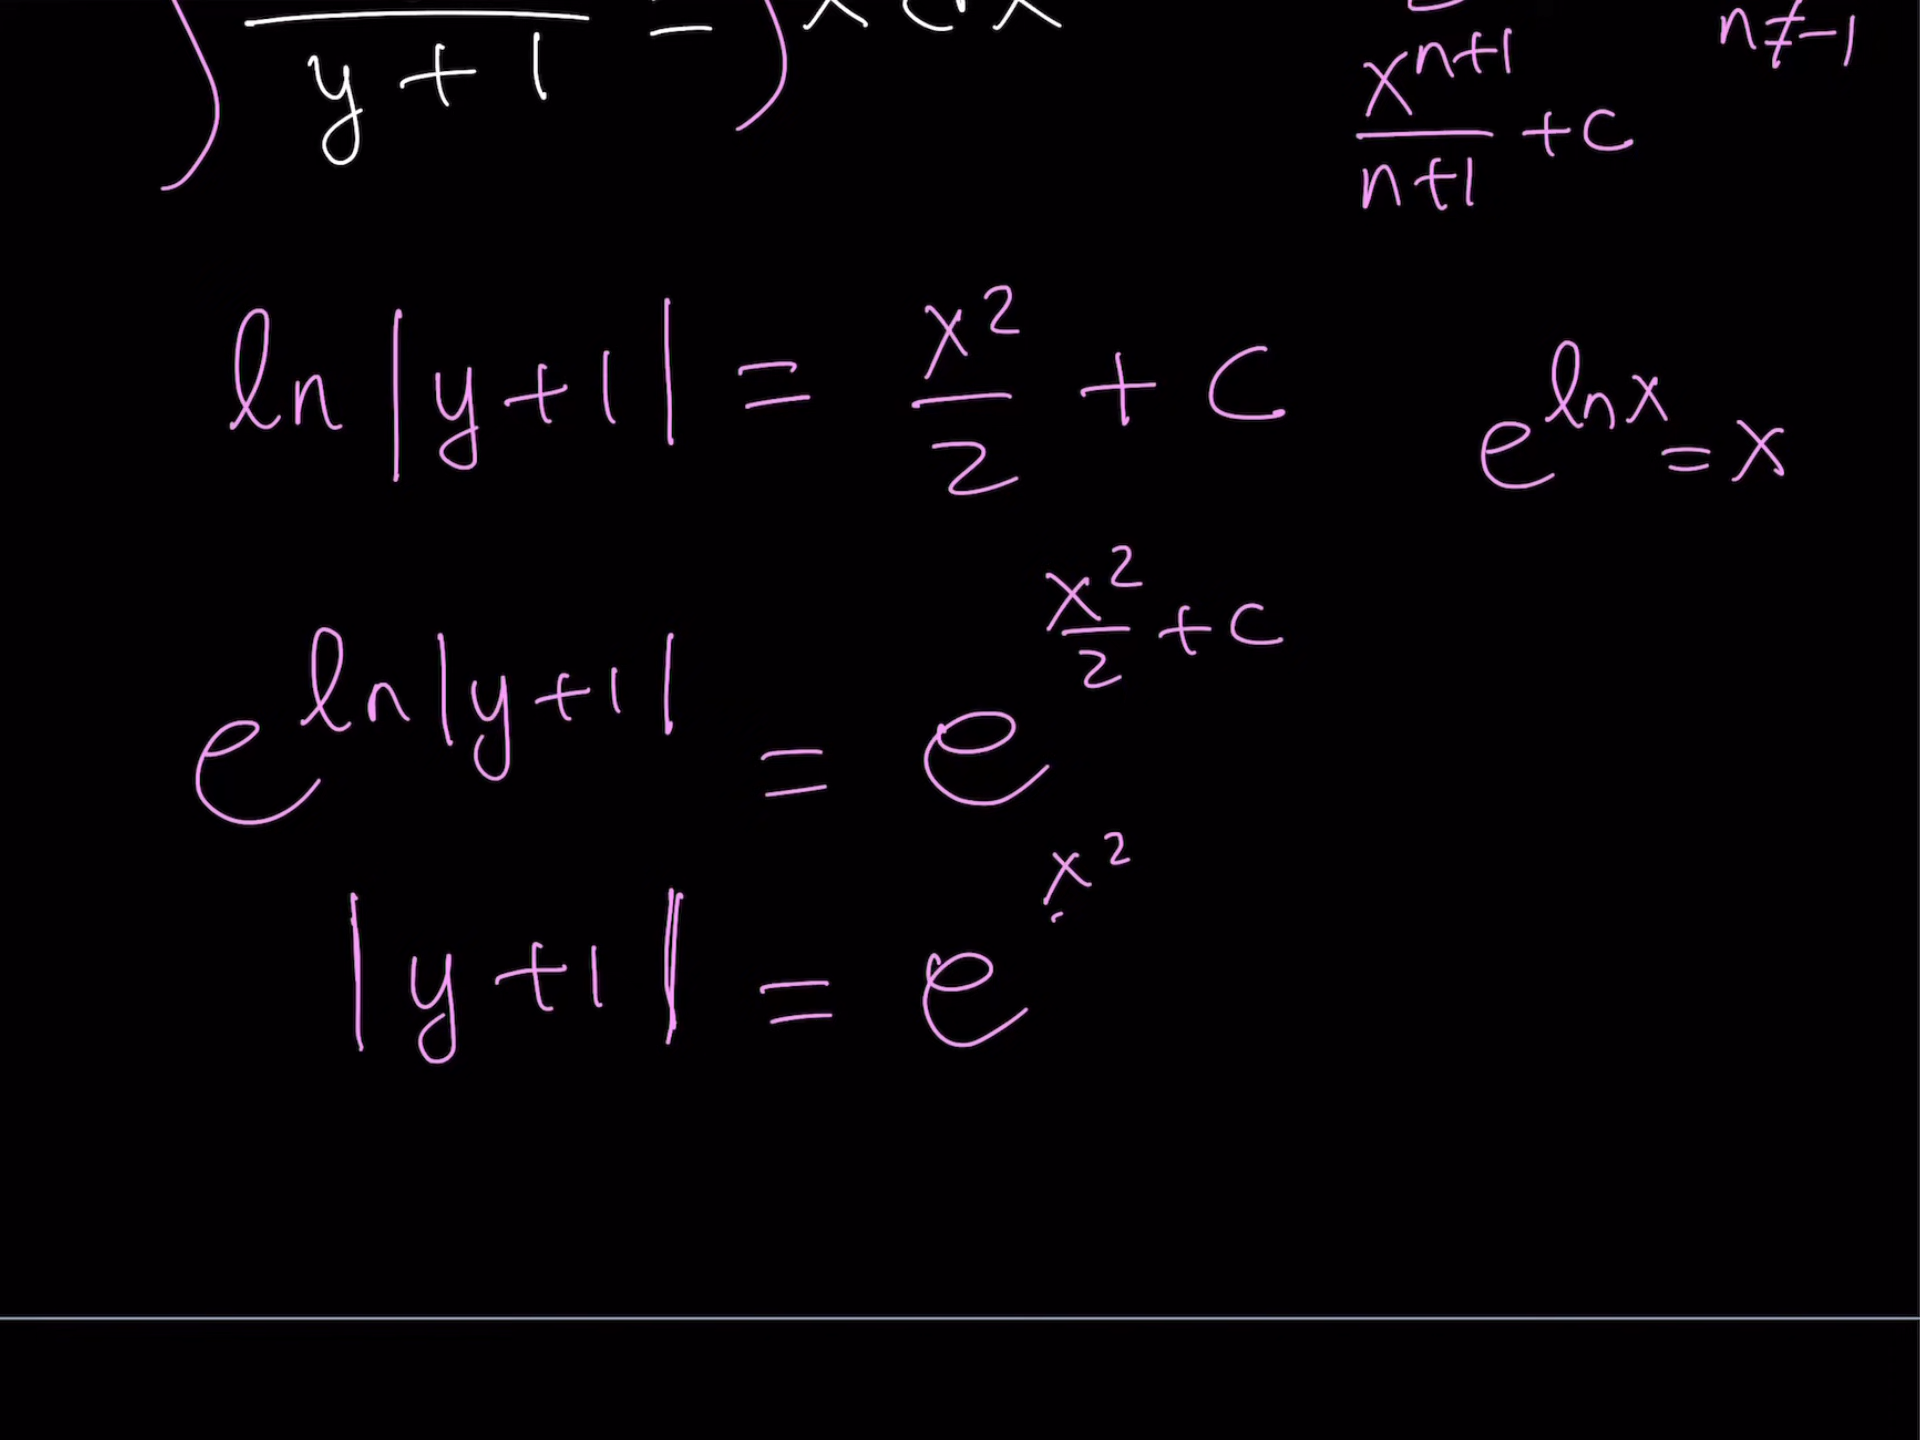 ∫ ―/(y+1) = ∫ x dx
n≠-1
x^(n+1)/(n+1) +c
ln|y+1| = x²/2 + C
e^(ln x) = x
e^(ln|y+1|) = e^(x²/2 +c)
|y+1| = e^(x²